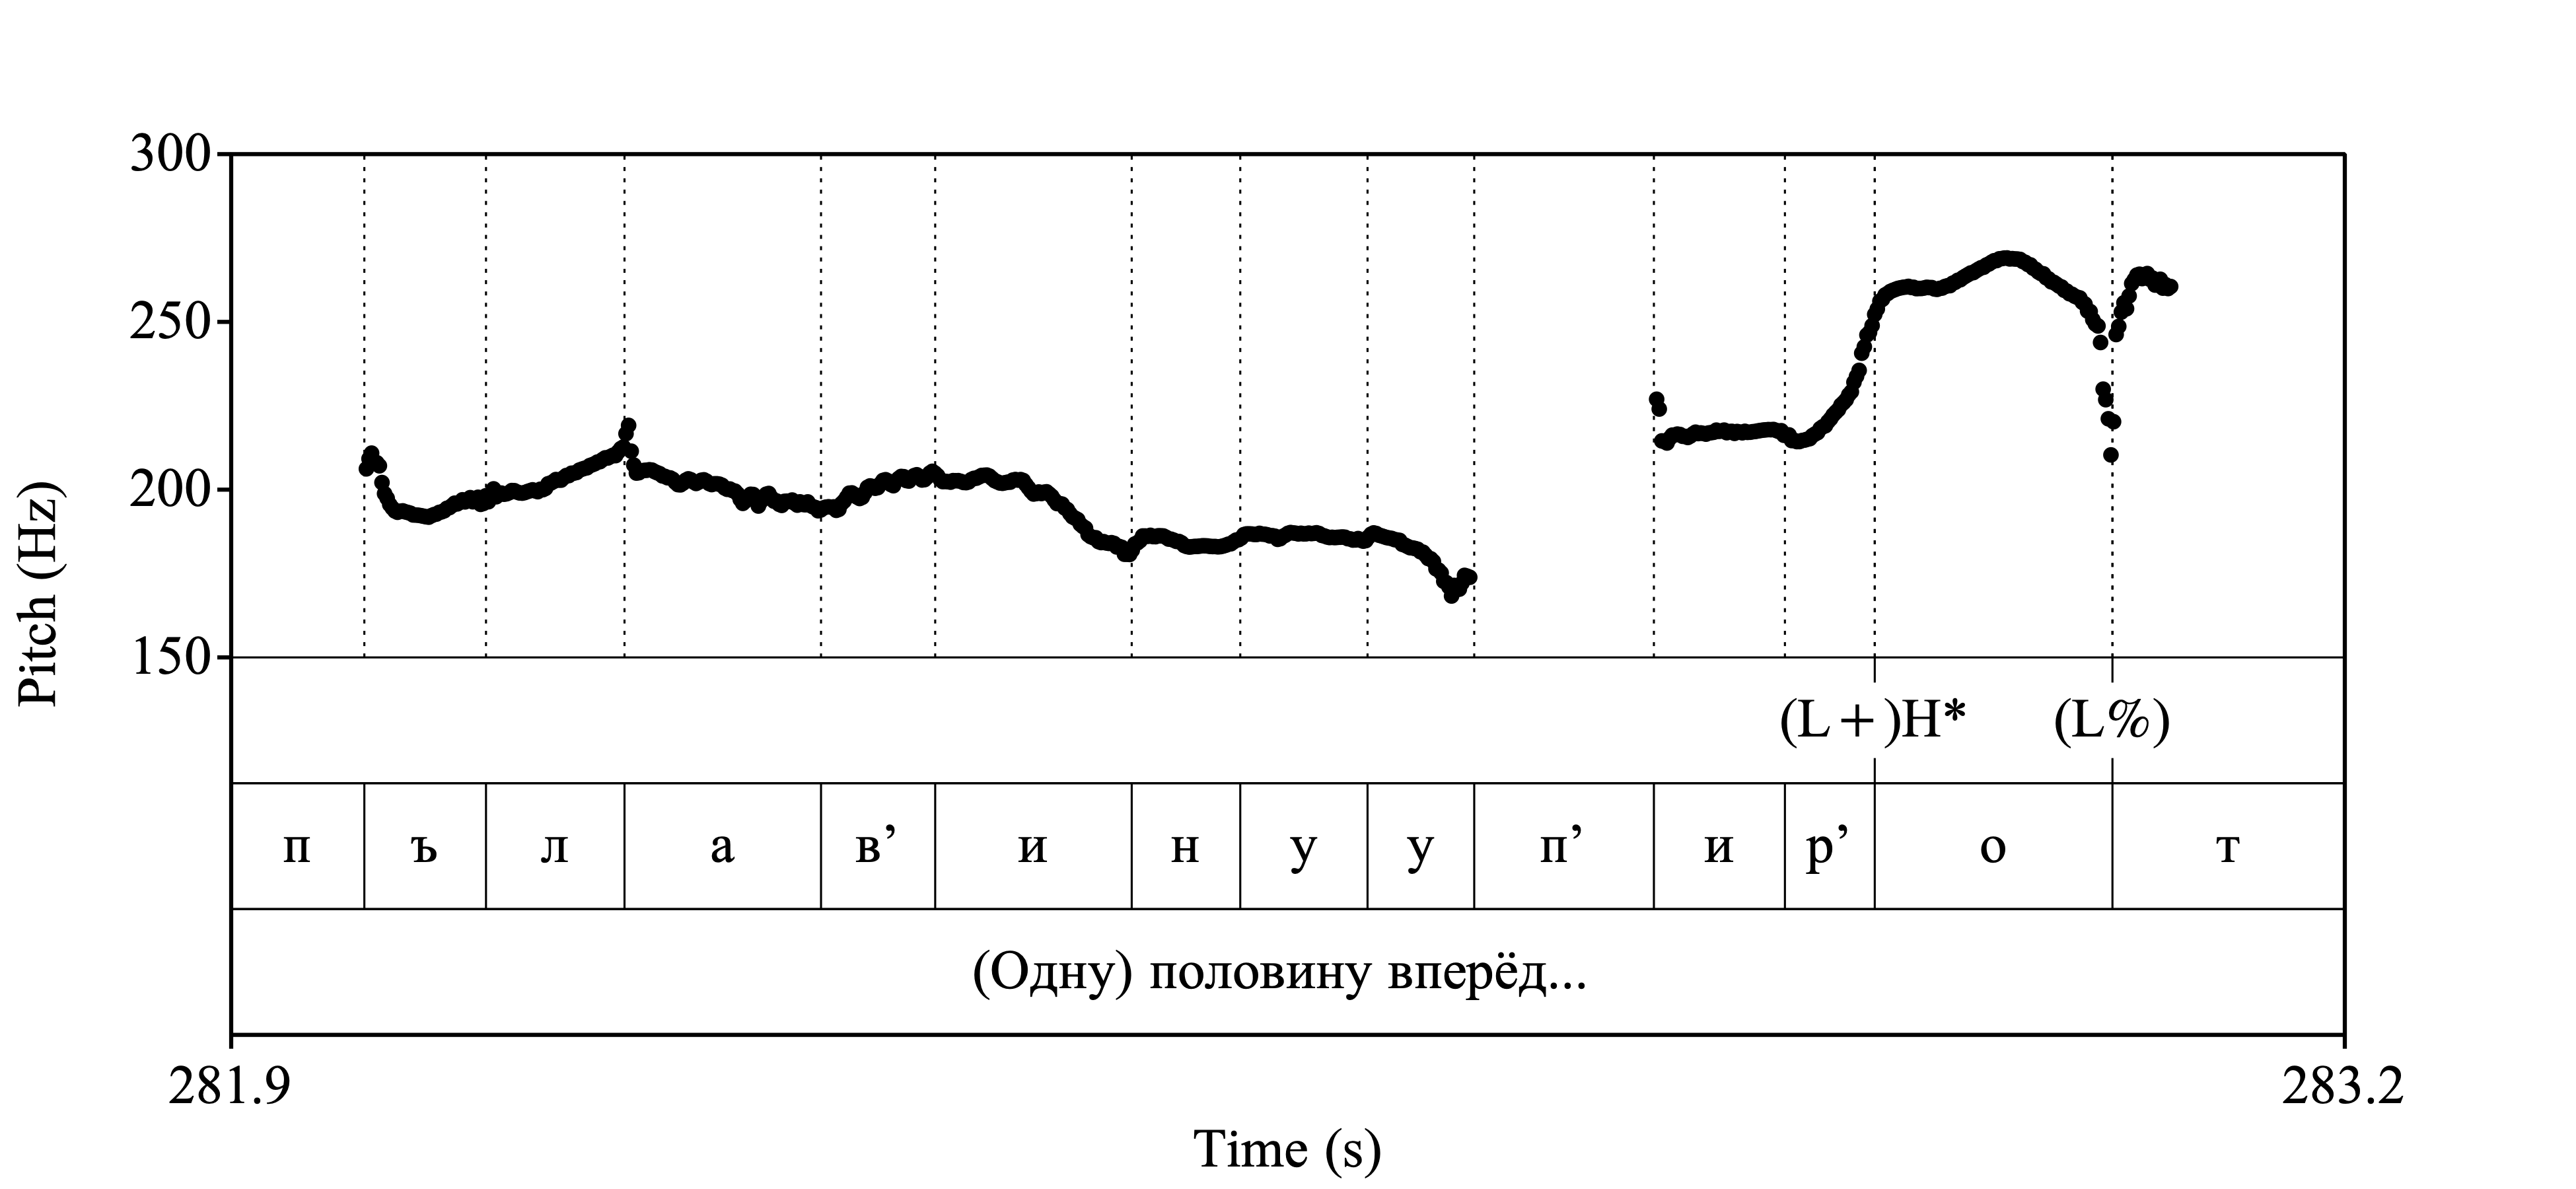 300
250
200
150
Pitch (Hz)
(L+)H* (L%)
п ъ л а в’ и н у у п’ и р’ о т
(Одну) половину вперёд...
281.9 283.2
Time (s)